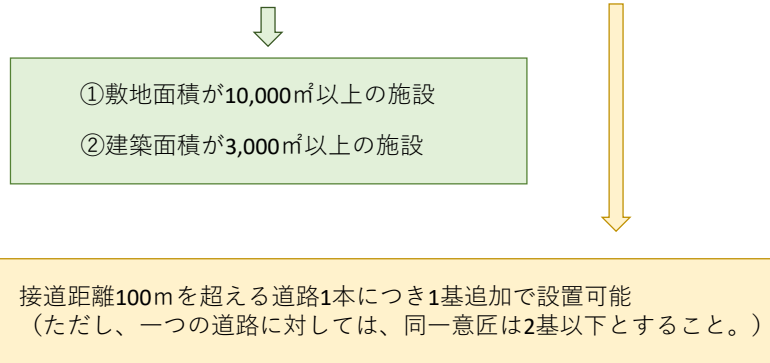 ①敷地面積が10,000㎡以上の施設
②建築面積が3,000㎡以上の施設
接道距離100ｍを超える道路1本につき1基追加で設置可能
（ただし、一つの道路に対しては、同一意匠は2基以下とすること。）